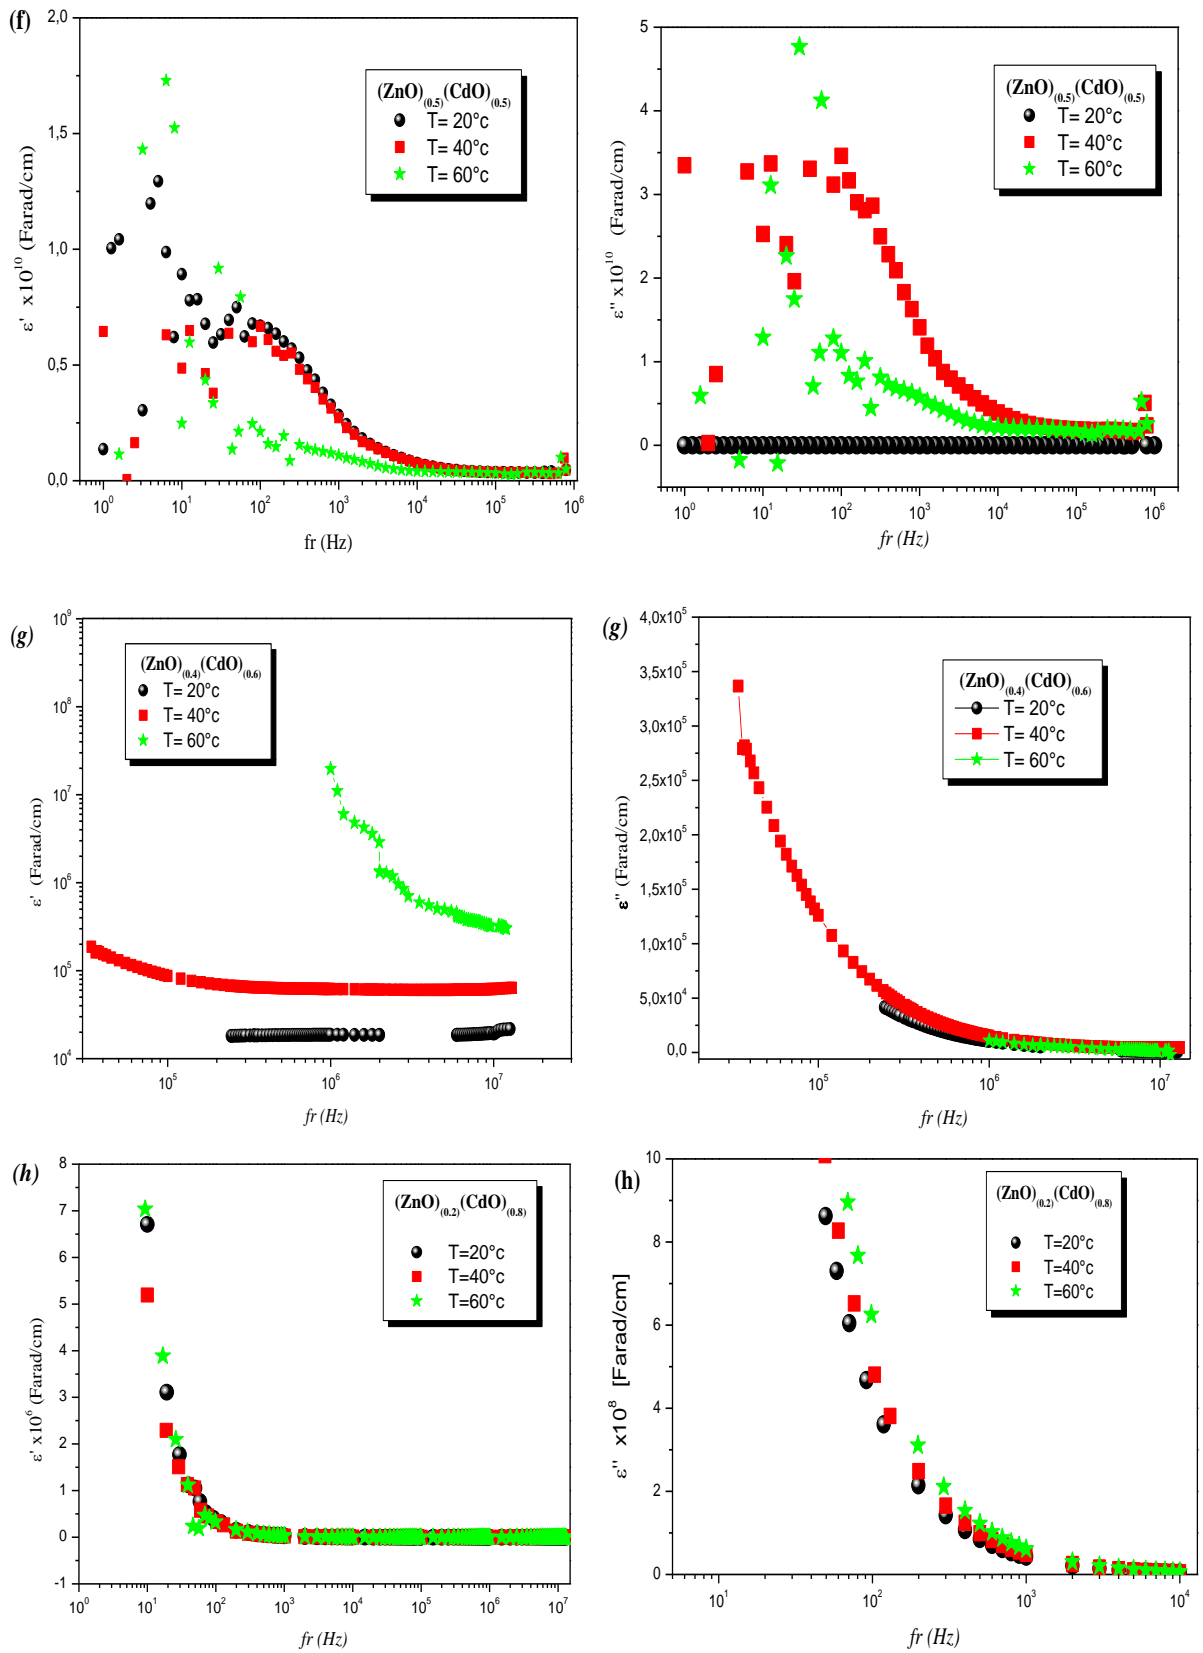 (f)
2,0
1,5
1,0
0,5
0,0
ε' x10^10 (Farad/cm)
(ZnO)(0.5)(CdO)(0.5)
T= 20°c
T= 40°c
T= 60°c
10^0 10^1 10^2 10^3 10^4 10^5 10^6
fr (Hz)
5
4
3
2
1
0
ε'' x10^10 (Farad/cm)
(ZnO)(0.5)(CdO)(0.5)
T= 20°c
T= 40°c
T= 60°c
10^0 10^1 10^2 10^3 10^4 10^5 10^6
fr (Hz)
(g)
10^9
10^8
10^7
10^6
10^5
10^4
ε' (Farad/cm)
(ZnO)(0.4)(CdO)(0.6)
T= 20°c
T= 40°c
T= 60°c
10^5 10^6 10^7
fr (Hz)
(g)
4,0x10^5
3,5x10^5
3,0x10^5
2,5x10^5
2,0x10^5
1,5x10^5
1,0x10^5
5,0x10^4
0,0
ε'' (Farad/cm)
(ZnO)(0.4)(CdO)(0.6)
T= 20°c
T= 40°c
T= 60°c
10^5 10^6 10^7
fr (Hz)
(h)
8
7
6
5
4
3
2
1
0
-1
ε' x10^6 (Farad/cm)
(ZnO)(0.2)(CdO)(0.8)
T=20°c
T=40°c
T=60°c
10^0 10^1 10^2 10^3 10^4 10^5 10^6 10^7
fr (Hz)
(h)
10
8
6
4
2
0
ε'' x10^8 [Farad/cm]
(ZnO)(0.2)(CdO)(0.8)
T=20°c
T=40°c
T=60°c
10^1 10^2 10^3 10^4
fr (Hz)